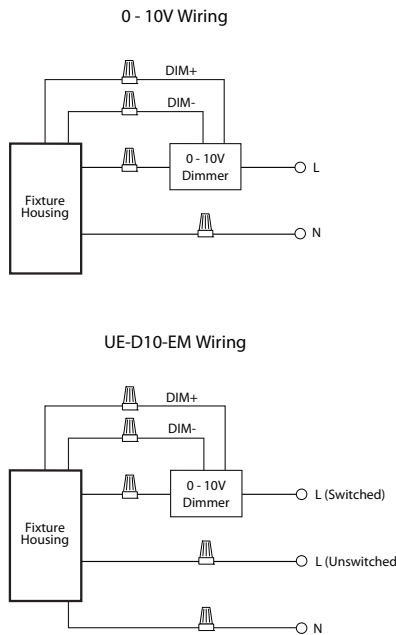 0 - 10V Wiring
DIM+
DIM-
0 - 10V
Dimmer
L
Fixture
Housing
N
UE-D10-EM Wiring
DIM+
DIM-
0 - 10V
Dimmer
L (Switched)
Fixture
Housing
L (Unswitched
N